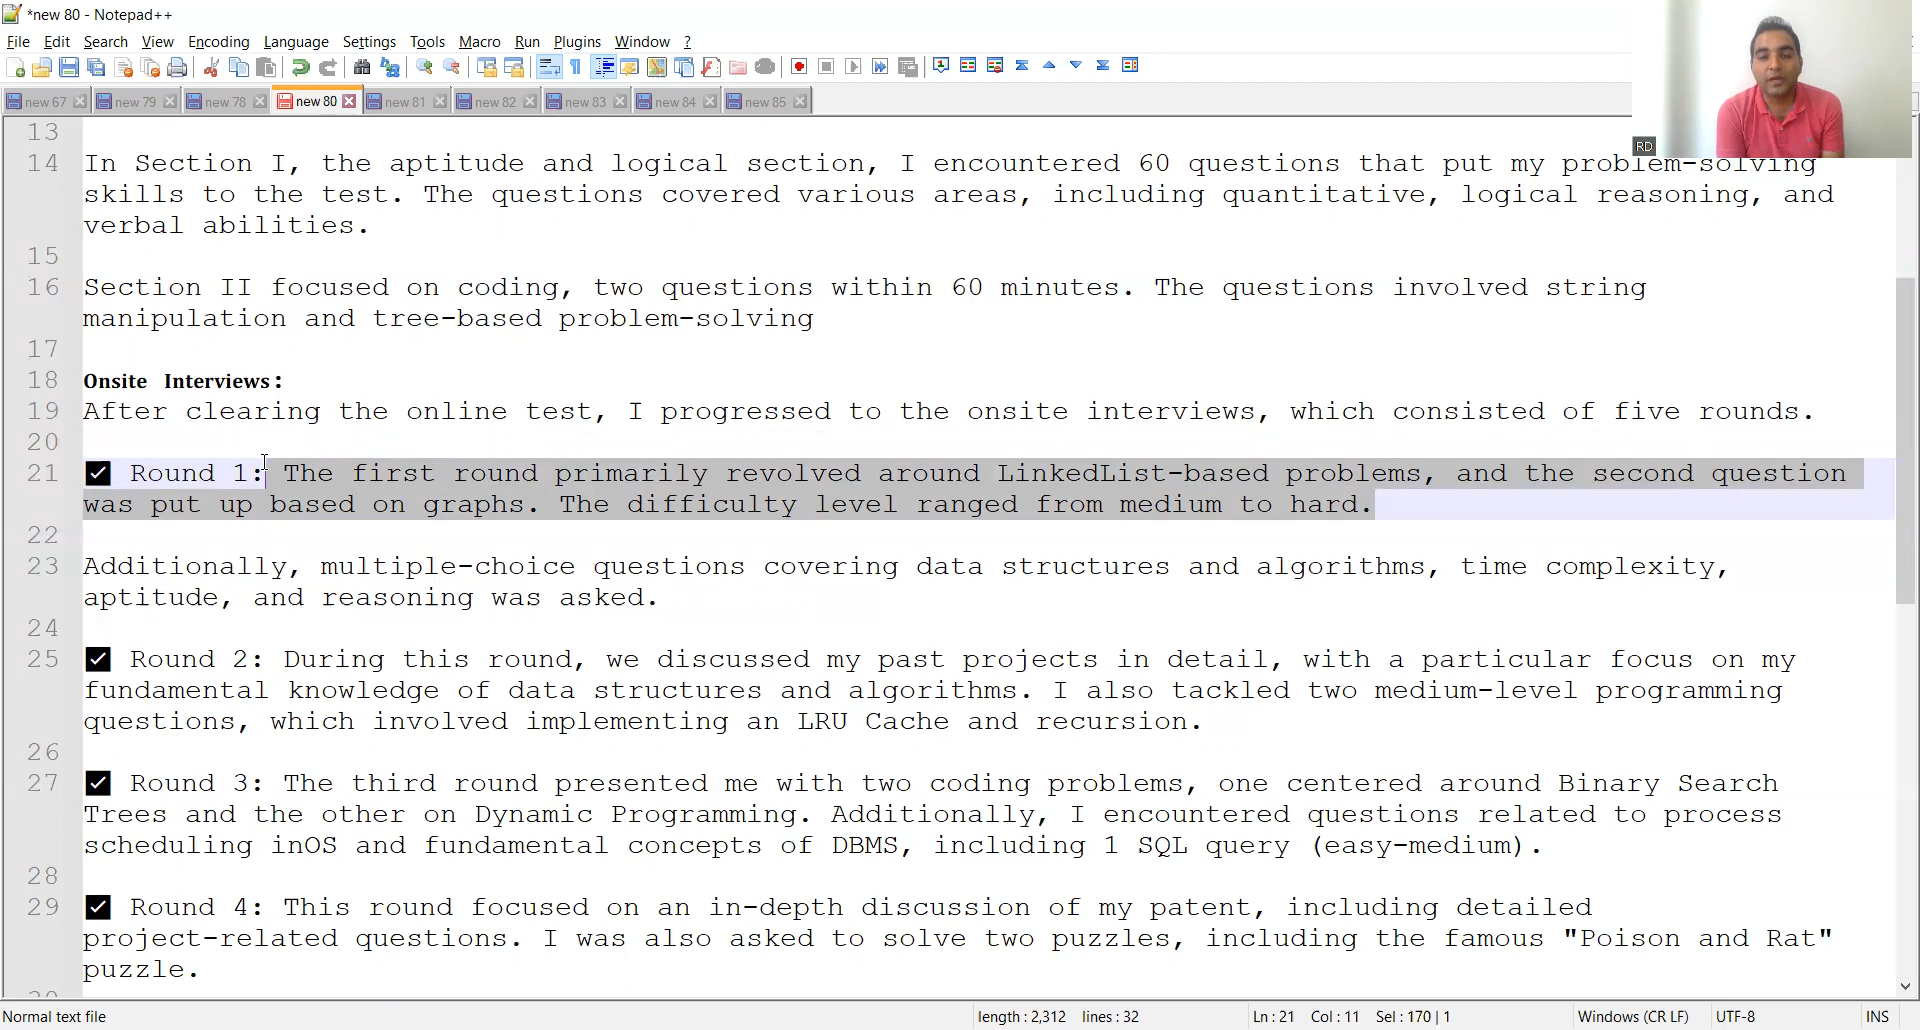 *new 80 - Notepad++
File Edit Search View Encoding Language Settings Tools Macro Run Plugins Window ?
new 67 new 79 new 78 new 80 new 81 new 82 new 83 new 84 new 85
RD
13
14 In Section I, the aptitude and logical section, I encountered 60 questions that put my problem-solving
skills to the test. The questions covered various areas, including quantitative, logical reasoning, and
verbal abilities.
15
16 Section II focused on coding, two questions within 60 minutes. The questions involved string
manipulation and tree-based problem-solving
17
18 Onsite Interviews:
19 After clearing the online test, I progressed to the onsite interviews, which consisted of five rounds.
20
21 ✓ Round 1: The first round primarily revolved around LinkedList-based problems, and the second question
was put up based on graphs. The difficulty level ranged from medium to hard.
22
23 Additionally, multiple-choice questions covering data structures and algorithms, time complexity,
aptitude, and reasoning was asked.
24
25 ✓ Round 2: During this round, we discussed my past projects in detail, with a particular focus on my
fundamental knowledge of data structures and algorithms. I also tackled two medium-level programming
questions, which involved implementing an LRU Cache and recursion.
26
27 ✓ Round 3: The third round presented me with two coding problems, one centered around Binary Search
Trees and the other on Dynamic Programming. Additionally, I encountered questions related to process
scheduling inOS and fundamental concepts of DBMS, including 1 SQL query (easy-medium).
28
29 ✓ Round 4: This round focused on an in-depth discussion of my patent, including detailed
project-related questions. I was also asked to solve two puzzles, including the famous "Poison and Rat"
puzzle.
Normal text file length : 2,312 lines : 32 Ln : 21 Col : 11 Sel : 170 | 1 Windows (CR LF) UTF-8 INS